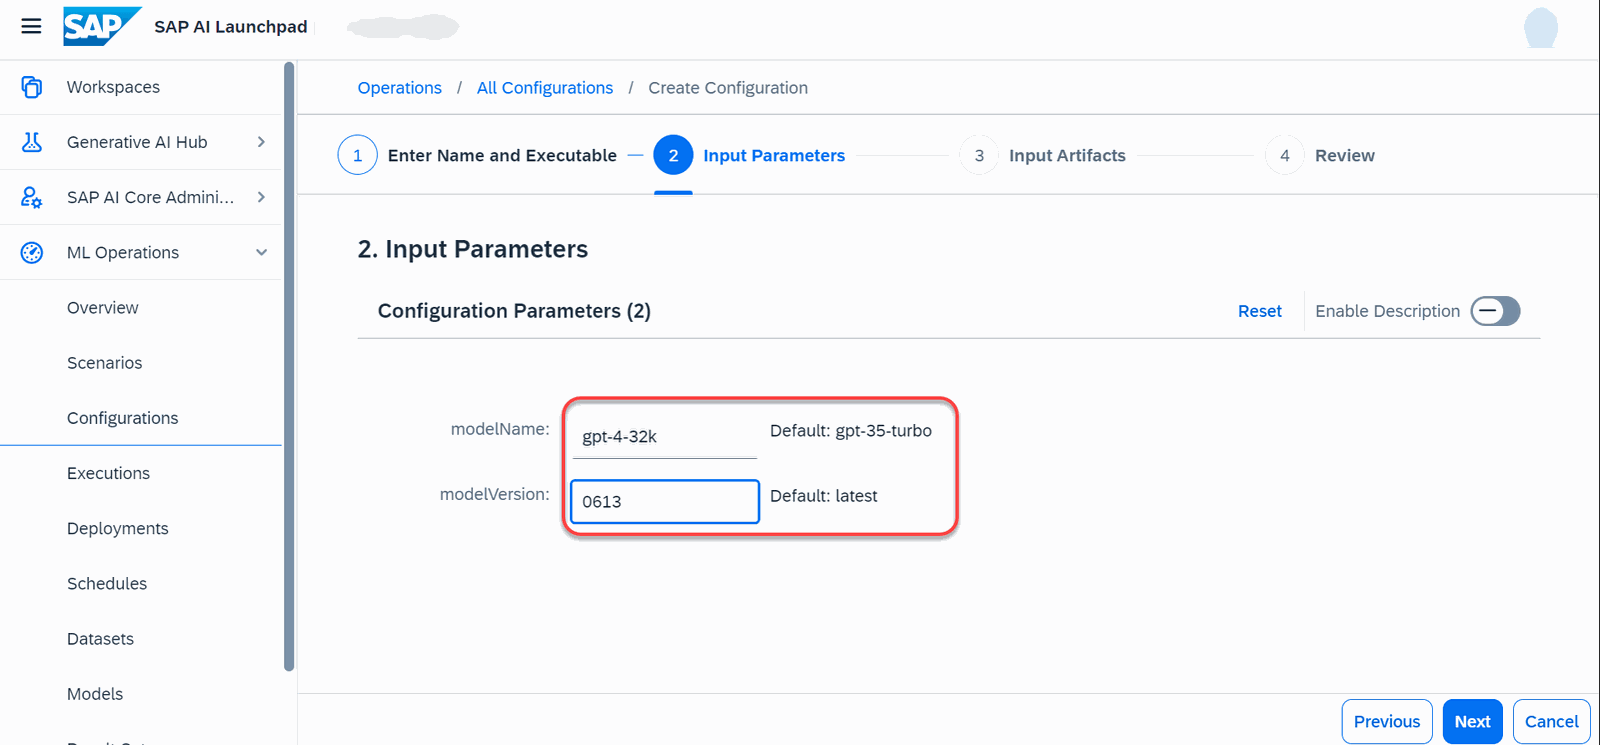 SAP SAP AI Launchpad
Workspaces
Generative AI Hub
SAP AI Core Admini...
ML Operations
Overview
Scenarios
Configurations
Executions
Deployments
Schedules
Datasets
Models
Operations / All Configurations / Create Configuration
1 Enter Name and Executable 2 Input Parameters 3 Input Artifacts 4 Review
2. Input Parameters
Configuration Parameters (2) Reset Enable Description
modelName: gpt-4-32k Default: gpt-35-turbo
modelVersion: 0613 Default: latest
Previous Next Cancel